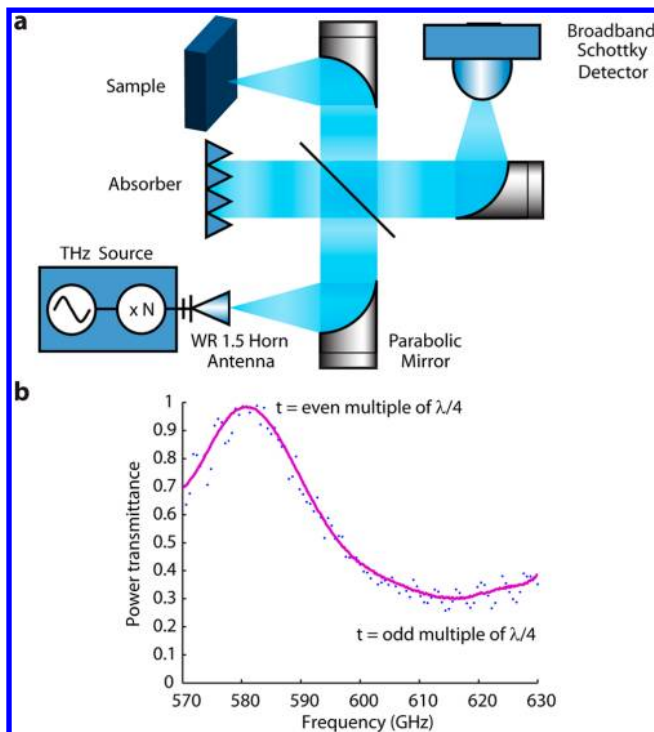 a
Sample
Broadband
Schottky
Detector
Absorber
THz Source
x N
WR 1.5 Horn
Antenna
Parabolic
Mirror
b
t = even multiple of λ/4
t = odd multiple of λ/4
Power transmittance
1
0.9
0.8
0.7
0.6
0.5
0.4
0.3
0.2
0.1
0
570 580 590 600 610 620 630
Frequency (GHz)